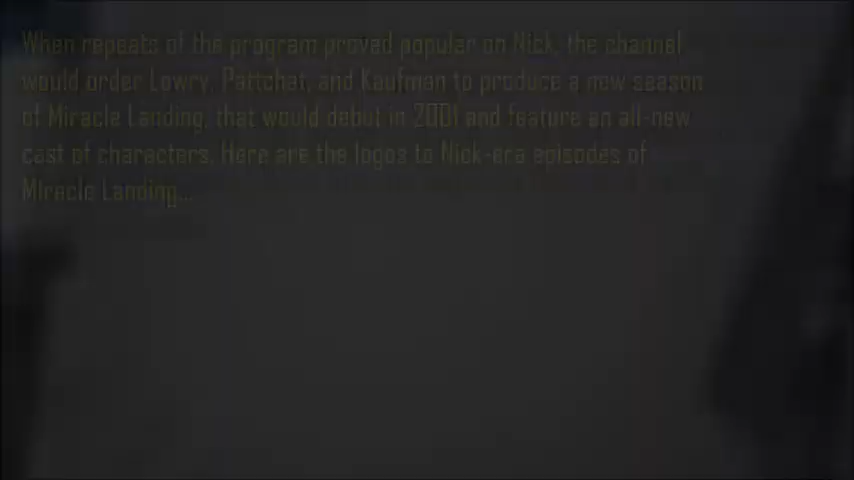 When repeats of the program proved popular on Nick, the channel
would order Lowry, Pattchat, and Kaufman to produce a new season
of Miracle Landing, that would debut in 2001 and feature an all-new
cast of characters. Here are the logos to Nick-era episodes of
Miracle Landing...